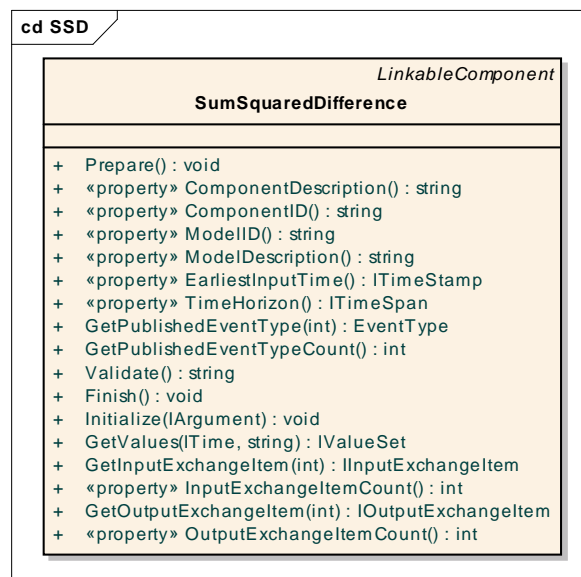 cd SSD
LinkableComponent
SumSquaredDifference
+ Prepare() : void
+ «property» ComponentDescription() : string
+ «property» ComponentID() : string
+ «property» ModelID() : string
+ «property» ModelDescription() : string
+ «property» EarliestInputTime() : ITimeStamp
+ «property» TimeHorizon() : ITimeSpan
+ GetPublishedEventType(int) : EventType
+ GetPublishedEventTypeCount() : int
+ Validate() : string
+ Finish() : void
+ Initialize(IArgument) : void
+ GetValues(ITime, string) : IValueSet
+ GetInputExchangeItem(int) : IInputExchangeItem
+ «property» InputExchangeItemCount() : int
+ GetOutputExchangeItem(int) : IOutputExchangeItem
+ «property» OutputExchangeItemCount() : int